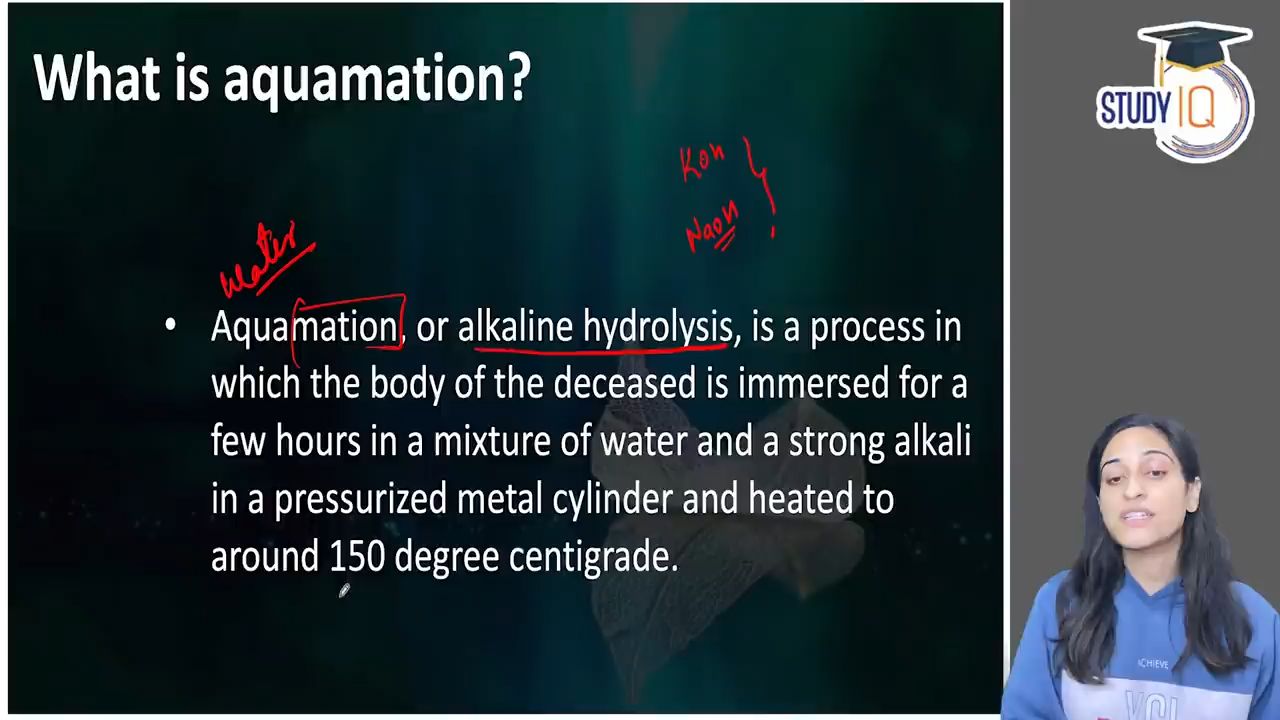 What is aquamation?
STUDY IQ
KOH
NaOH
Water
• Aquamation, or alkaline hydrolysis, is a process in
which the body of the deceased is immersed for a
few hours in a mixture of water and a strong alkali
in a pressurized metal cylinder and heated to
around 150 degree centigrade.
ACHIEVE